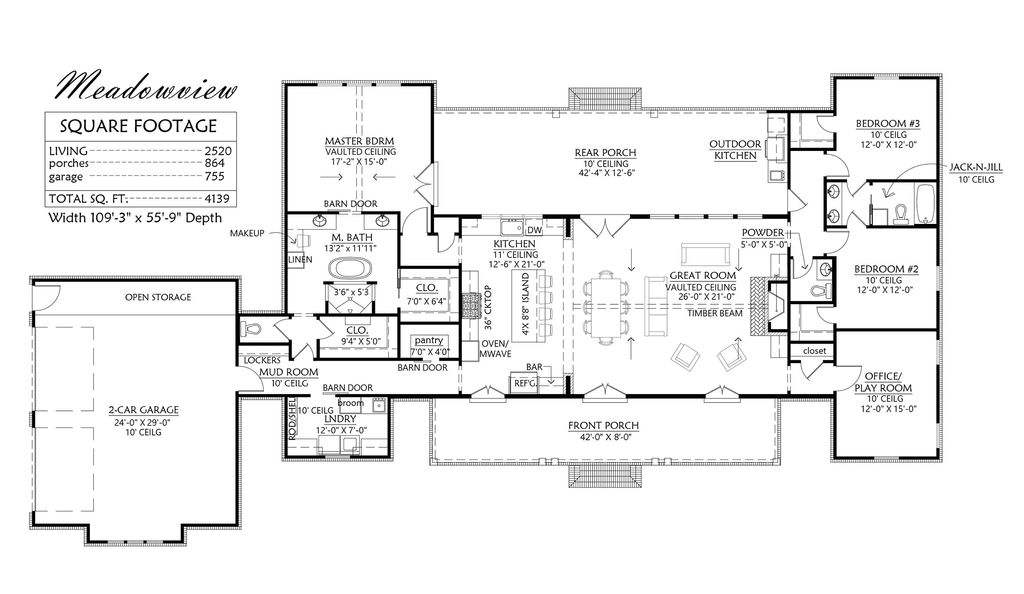 Meadowview
SQUARE FOOTAGE
LIVING 2520
porches 864
garage 755
TOTAL SQ. FT. 4139
Width 109'-3" x 55'-9" Depth
MASTER BDRM
VAULTED CEILING
17'-2" X 15'-0"
BARN DOOR
MAKEUP
M. BATH
13'2" x 11'11"
LINEN
3'6" x 5'3
CLO.
7'0" X 6'4"
CLO.
9'4" X 5'0"
pantry
7'0" X 4'0"
BARN DOOR
REAR PORCH
10' CEILING
42'-4" X 12'-6"
OUTDOOR
KITCHEN
BEDROOM #3
10' CEILG
12'-0" X 12'-0"
JACK-N-JILL
10' CEILG
DW
KITCHEN
11' CEILING
12'-6" X 21'-0"
36" CKTOP
4'X 8'8" ISLAND
OVEN/
M/WAVE
BAR
REF'G.
GREAT ROOM
VAULTED CEILING
26'-0" X 21'-0"
TIMBER BEAM
POWDER
5'-0" X 5'-0"
BEDROOM #2
10' CEILG
12'-0" X 12'-0"
closet
OFFICE/
PLAY ROOM
10' CEILG
12'-0" X 15'-0"
OPEN STORAGE
2-CAR GARAGE
24'-0" X 29'-0"
10' CEILG
LOCKERS
MUD ROOM
10' CEILG
BARN DOOR
ROD/SHELF
10' CEILG
broom
LNDRY
12'-0" X 7'-0"
FRONT PORCH
42'-0" X 8'-0"